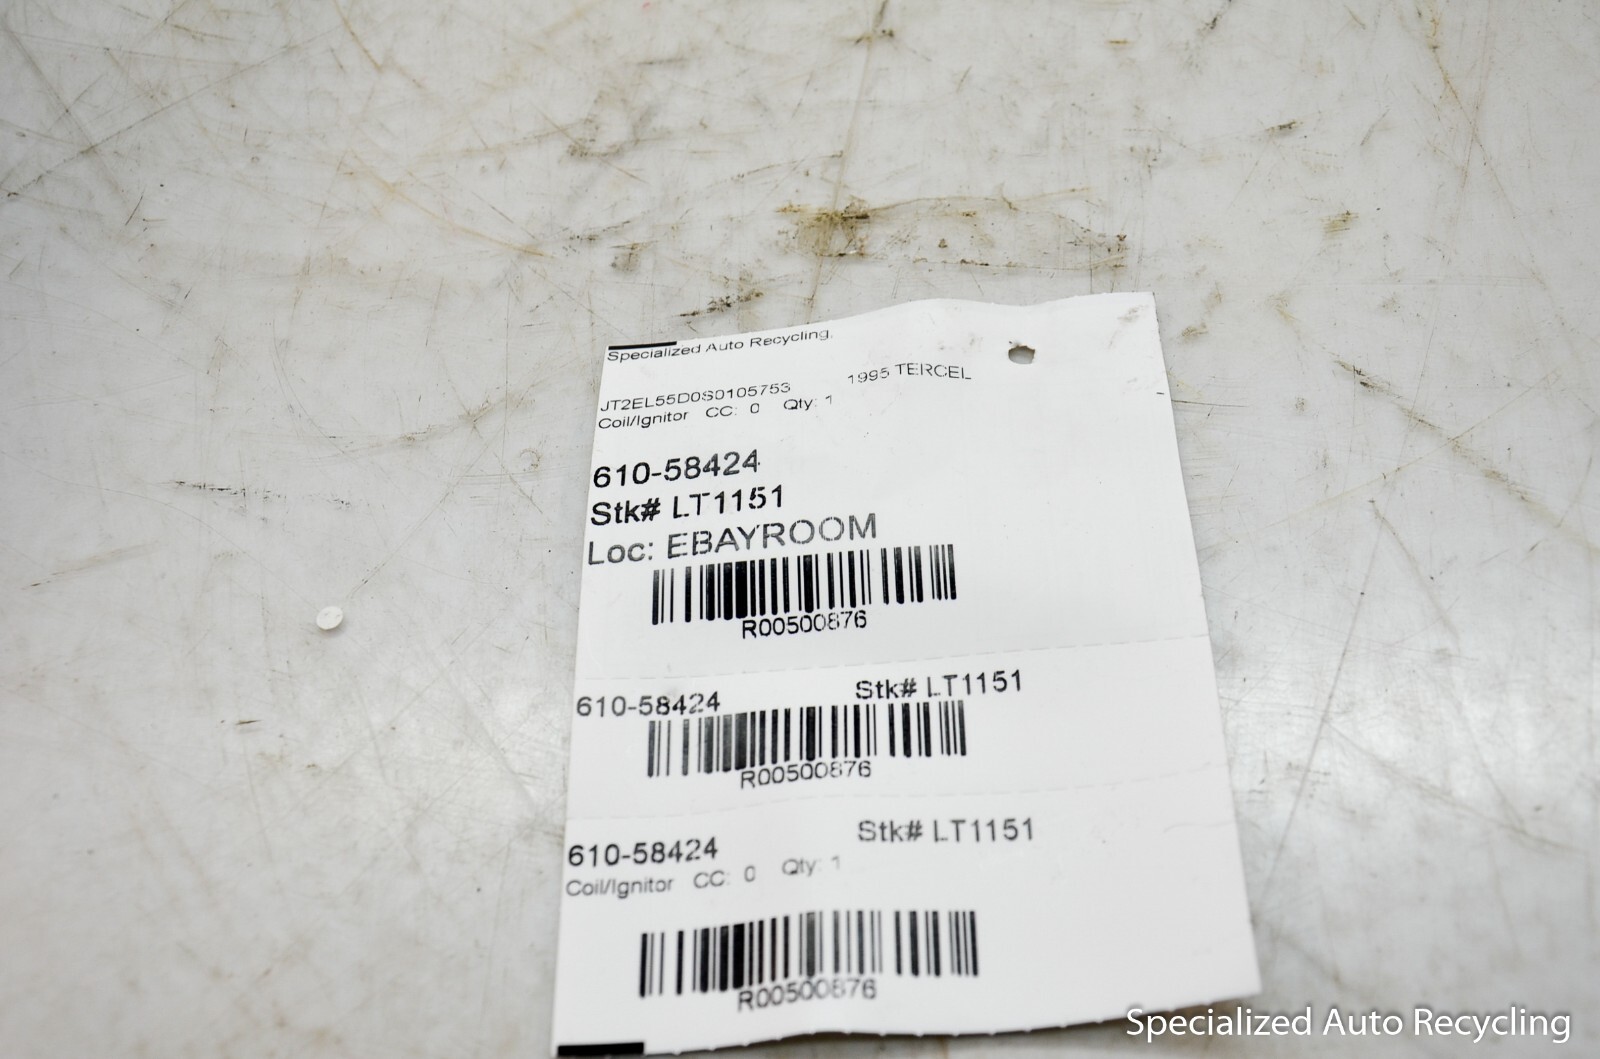 Specialized Auto Recycling.
JT2EL55D0S0105753 1995 TERCEL
Coil/Ignitor CC: 0 Qty: 1
610-58424
Stk# LT1151
Loc: EBAYROOM
R00500876
610-58424 Stk# LT1151
R00500876
610-58424 Stk# LT1151
Coil/Ignitor CC: 0 Qty: 1
R00500876
Specialized Auto Recycling